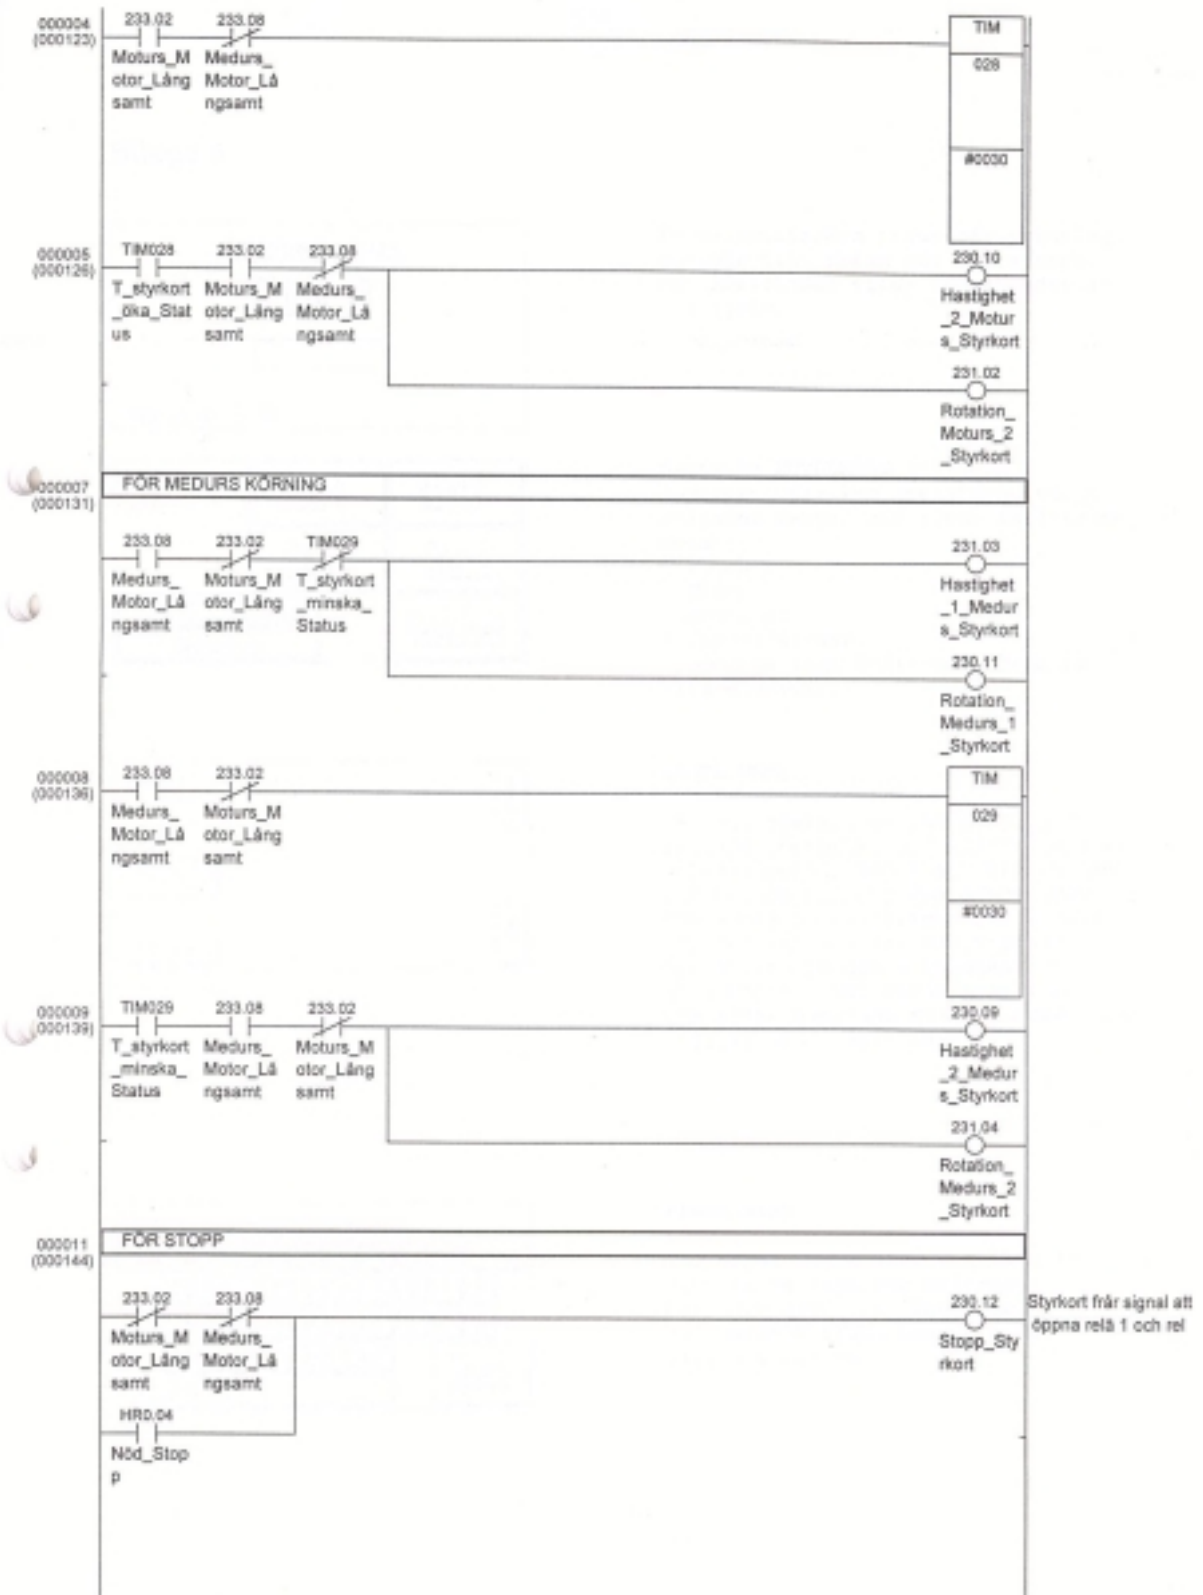 000004
(000123)
233.02 233.08
Moturs_M Medurs_
otor_Lång Motor_Lå
samt ngsamt
TIM
028
#0030
000005
(000126)
TIM028 233.02 233.08
T_styrkort Moturs_M Medurs_
_öka_Stat otor_Lång Motor_Lå
us samt ngsamt
230.10
Hastighet
_2_Motur
s_Styrkort
231.02
Rotation_
Moturs_2
_Styrkort
000007
(000131)
FÖR MEDURS KÖRNING
233.08 233.02 TIM029
Medurs_ Moturs_M T_styrkort
Motor_Lå otor_Lång _minska_
ngsamt samt Status
231.03
Hastighet
_1_Medur
s_Styrkort
230.11
Rotation_
Medurs_1
_Styrkort
000008
(000136)
233.08 233.02
Medurs_ Moturs_M
Motor_Lå otor_Lång
ngsamt samt
TIM
029
#0030
000009
(000139)
TIM029 233.08 233.02
T_styrkort Medurs_ Moturs_M
_minska_ Motor_Lå otor_Lång
Status ngsamt samt
230.09
Hastighet
_2_Medur
s_Styrkort
231.04
Rotation_
Medurs_2
_Styrkort
000011
(000144)
FÖR STOPP
233.02 233.08
Moturs_M Medurs_
otor_Lång Motor_Lå
samt ngsamt
230.12
Stopp_Sty
rkort
Styrkort från signal att
öppna relä 1 och rel
HR0.04
Nöd_Stop
p